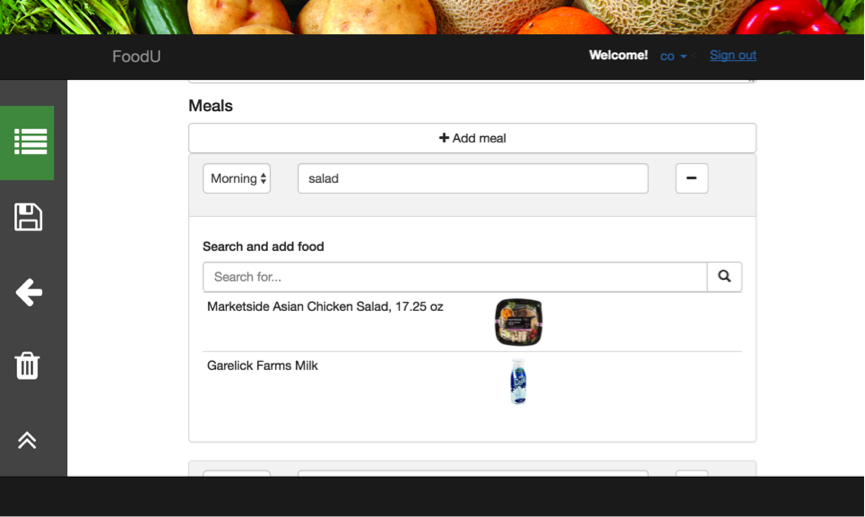 FoodU Welcome! co Sign out
Meals
Add meal
Morning salad
Search and add food
Search for...
Marketside Asian Chicken Salad, 17.25 oz
Garelick Farms Milk